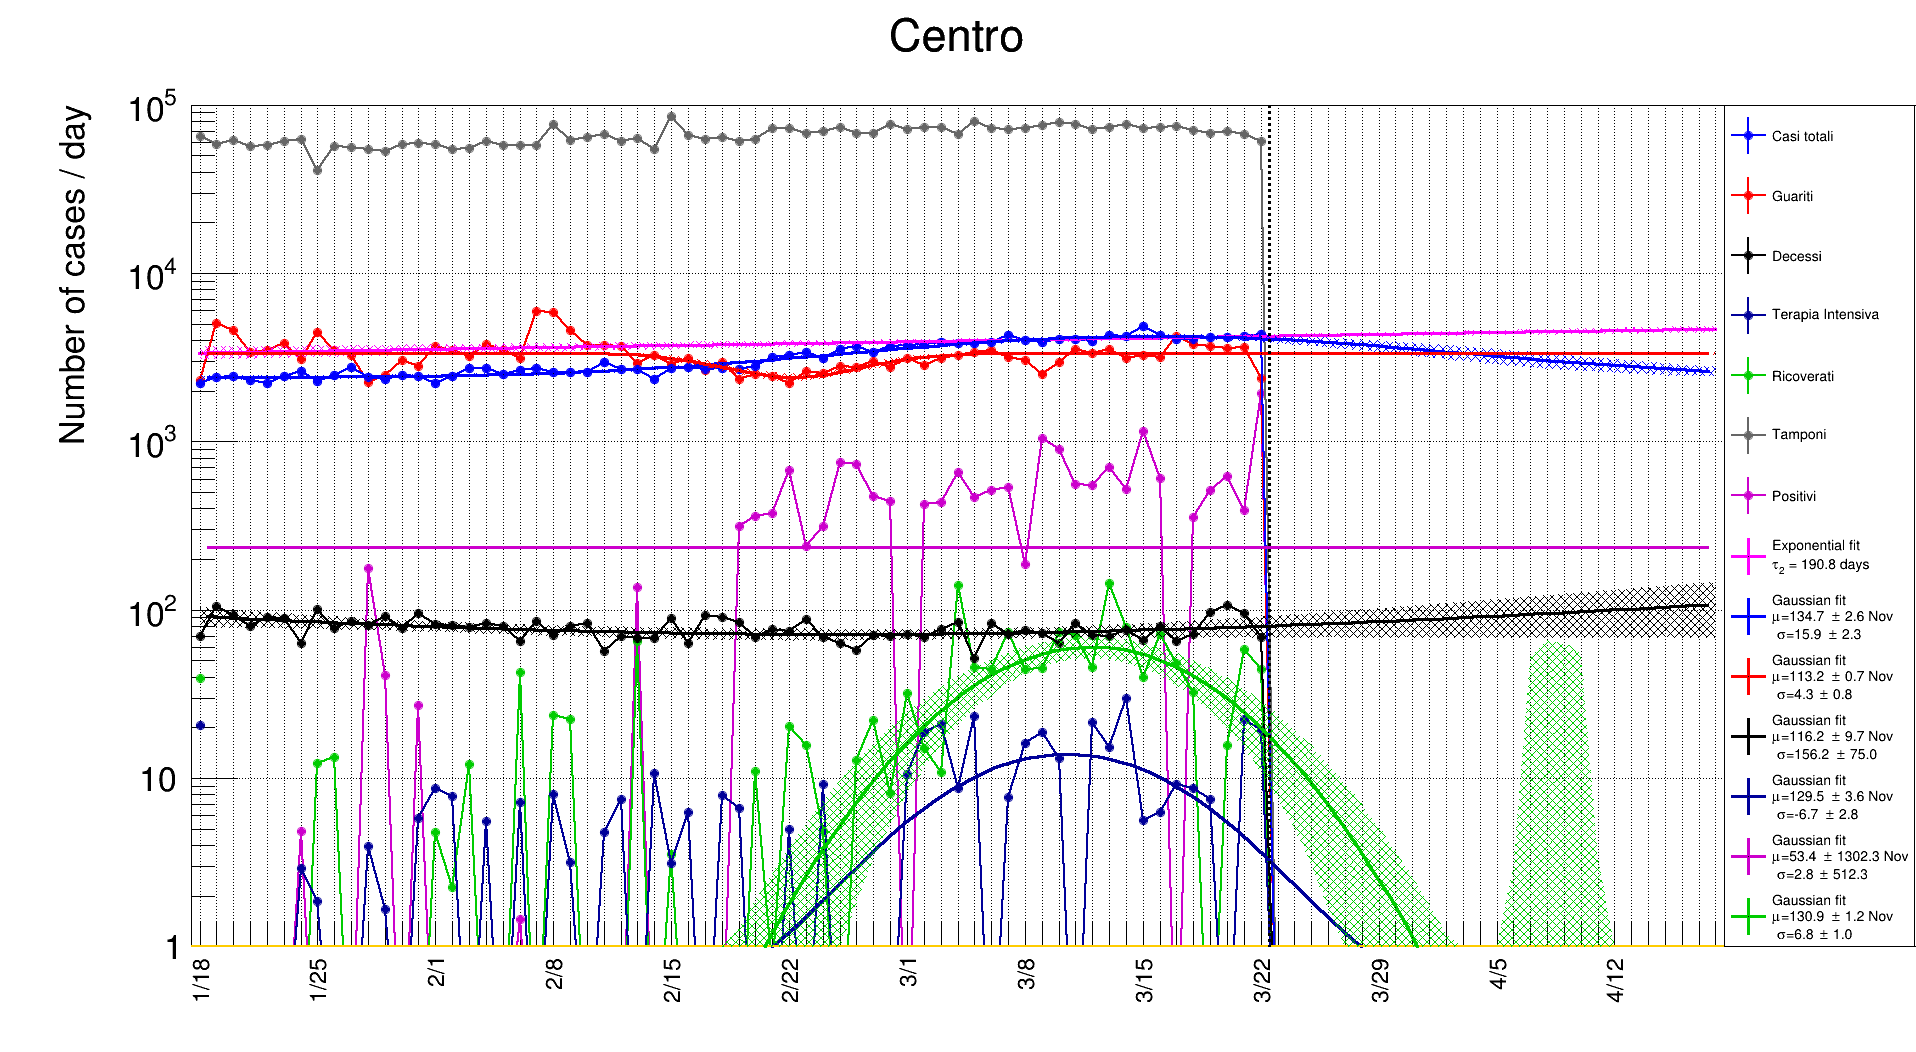 Centro
Number of cases / day
10^5
10^4
10^3
10^2
10
1
1/18
1/25
2/1
2/8
2/15
2/22
3/1
3/8
3/15
3/22
3/29
4/5
4/12
Casi totali
Guariti
Decessi
Terapia Intensiva
Ricoverati
Tamponi
Positivi
Exponential fit
τ₂ = 190.8 days
Gaussian fit
μ=134.7 ± 2.6 Nov
σ=15.9 ± 2.3
Gaussian fit
μ=113.2 ± 0.7 Nov
σ=4.3 ± 0.8
Gaussian fit
μ=116.2 ± 9.7 Nov
σ=156.2 ± 75.0
Gaussian fit
μ=129.5 ± 3.6 Nov
σ=-6.7 ± 2.8
Gaussian fit
μ=53.4 ± 1302.3 Nov
σ=2.8 ± 512.3
Gaussian fit
μ=130.9 ± 1.2 Nov
σ=6.8 ± 1.0